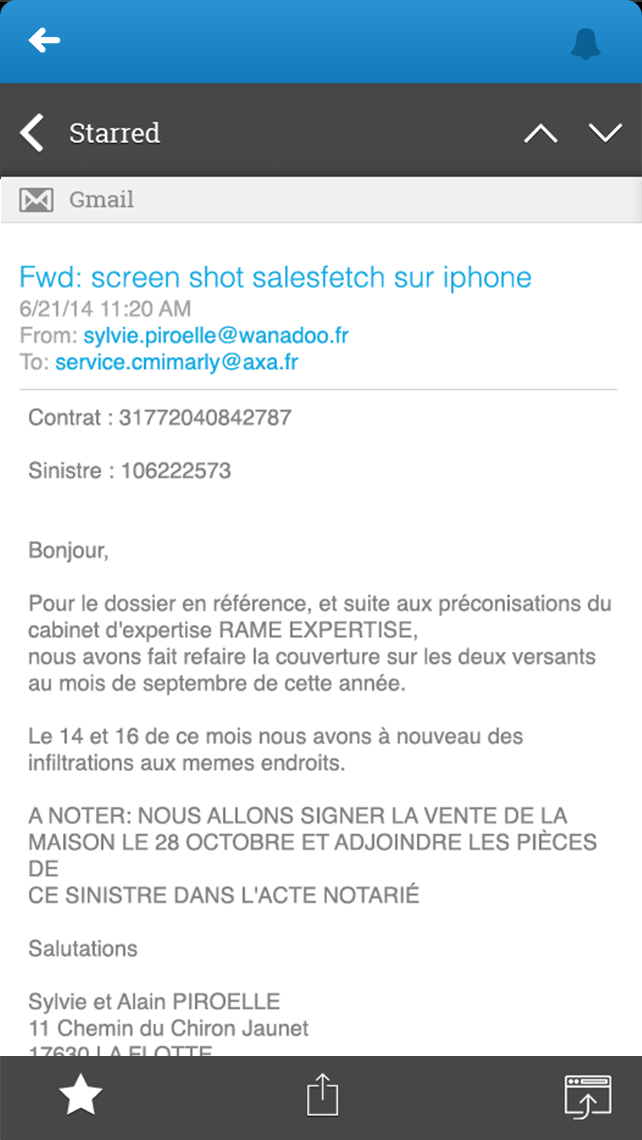 Starred
Gmail
Fwd: screen shot salesfetch sur iphone
6/21/14 11:20 AM
From: sylvie.piroelle@wanadoo.fr
To: service.cmimarly@axa.fr
Contrat : 31772040842787
Sinistre : 106222573
Bonjour,
Pour le dossier en référence, et suite aux préconisations du
cabinet d'expertise RAME EXPERTISE,
nous avons fait refaire la couverture sur les deux versants
au mois de septembre de cette année.
Le 14 et 16 de ce mois nous avons à nouveau des
infiltrations aux memes endroits.
A NOTER: NOUS ALLONS SIGNER LA VENTE DE LA
MAISON LE 28 OCTOBRE ET ADJOINDRE LES PIÈCES
DE
CE SINISTRE DANS L'ACTE NOTARIÉ
Salutations
Sylvie et Alain PIROELLE
11 Chemin du Chiron Jaunet
17630 LA FLOTTE